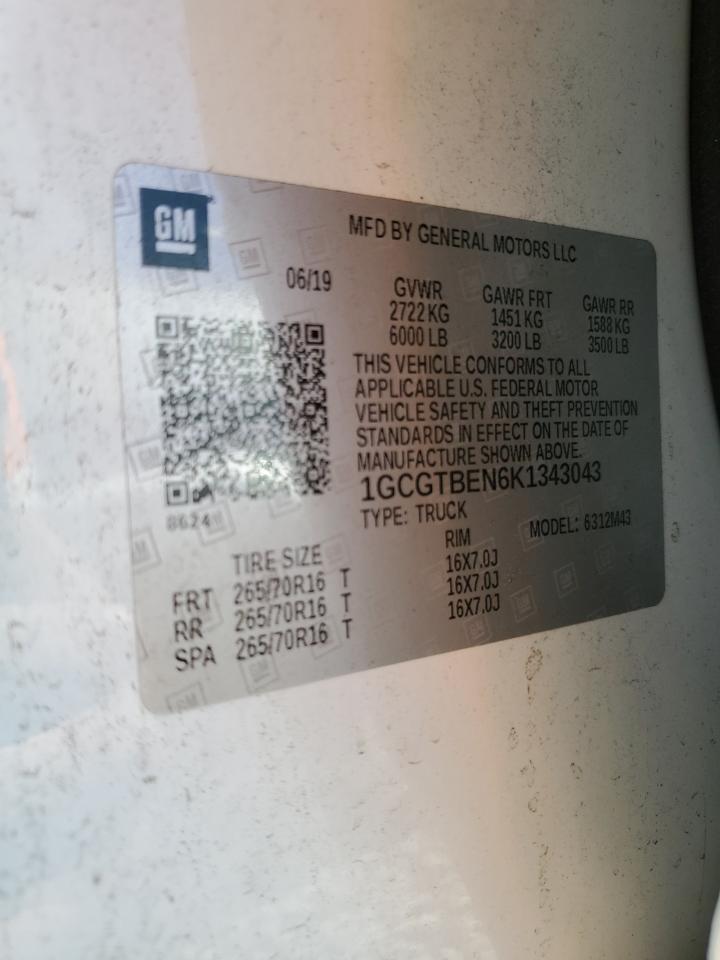 GM
MFD BY GENERAL MOTORS LLC
06/19
GVWR GAWR FRT GAWR RR
2722 KG 1451 KG 1588 KG
6000 LB 3200 LB 3500 LB
THIS VEHICLE CONFORMS TO ALL
APPLICABLE U.S. FEDERAL MOTOR
VEHICLE SAFETY AND THEFT PREVENTION
STANDARDS IN EFFECT ON THE DATE OF
MANUFACTURE SHOWN ABOVE.
1GCGTBEN6K1343043
8624
TYPE: TRUCK MODEL: 6312M43
TIRE SIZE RIM
FRT 265/70R16 T 16X7.0J
RR 265/70R16 T 16X7.0J
SPA 265/70R16 T 16X7.0J